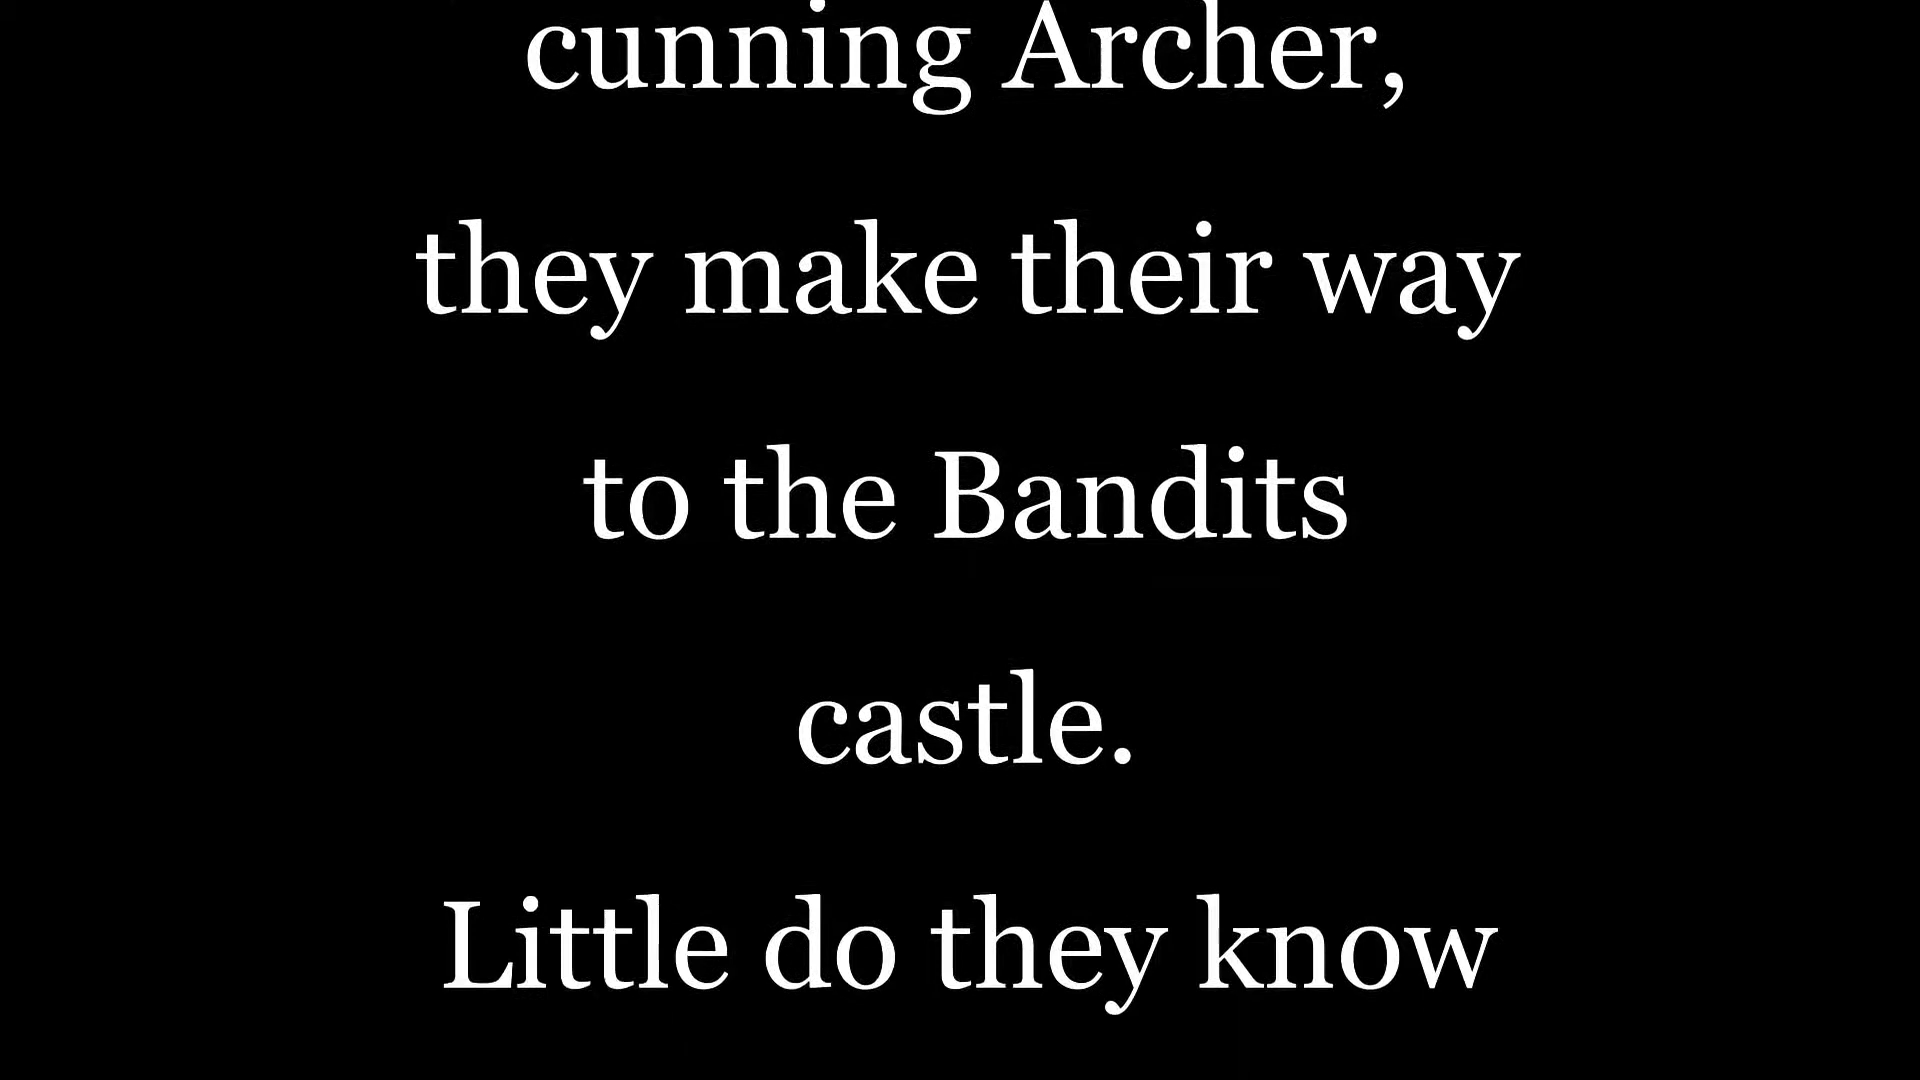 cunning Archer,
they make their way
to the Bandits
castle.
Little do they know